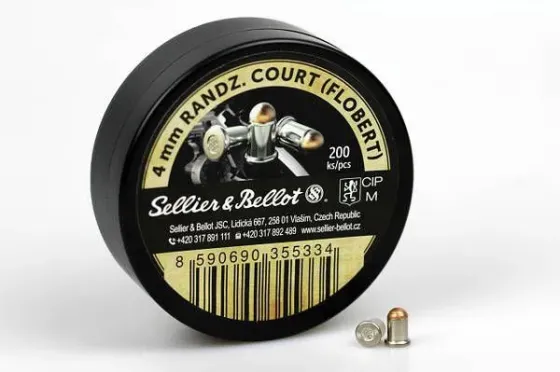 4 mm RANDZ. COURT (FLOBERT)
200
ks/pcs
Sellier & Bellot S&B®
CIP
M
Sellier & Bellot JSC, Lidická 667, 258 01 Vlašim, Czech Republic
+420 317 891 111 +420 317 892 489 www.sellier-bellot.cz
8 590690 355334